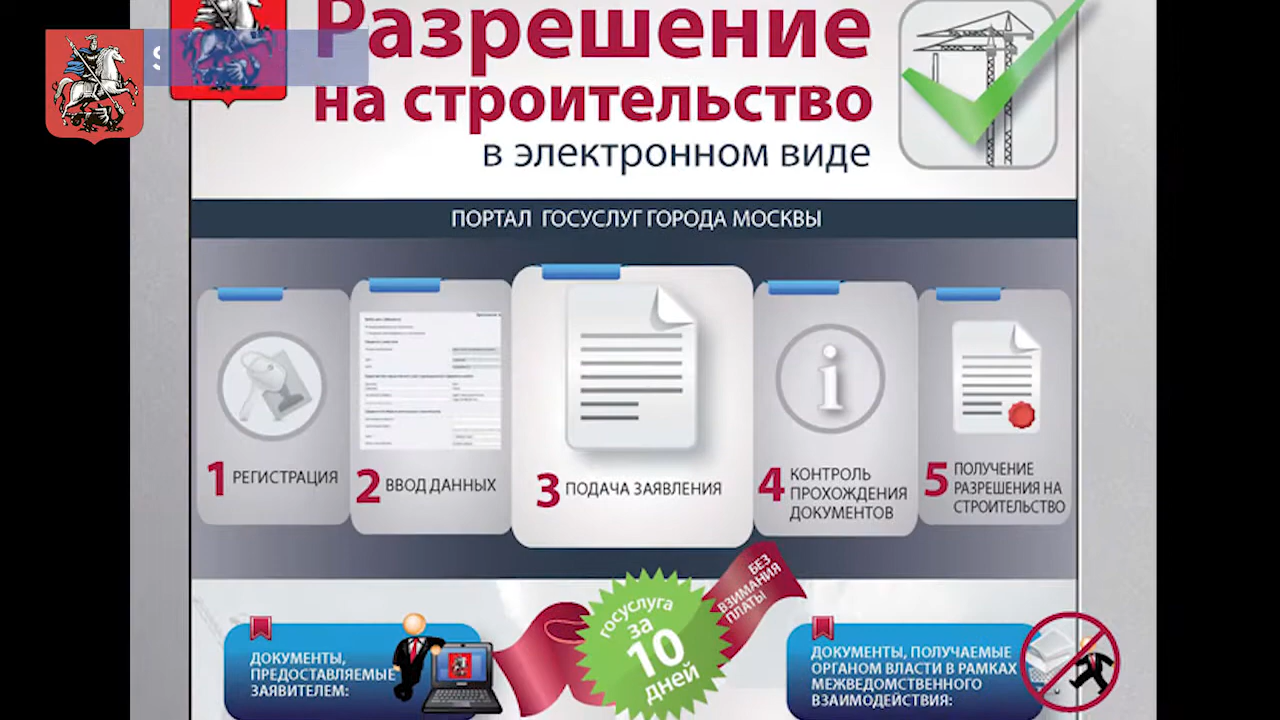 Разрешение
на строительство
в электронном виде
ПОРТАЛ ГОСУСЛУГ ГОРОДА МОСКВЫ
1 РЕГИСТРАЦИЯ
2 ВВОД ДАННЫХ
3 ПОДАЧА ЗАЯВЛЕНИЯ
4 КОНТРОЛЬ
ПРОХОЖДЕНИЯ
ДОКУМЕНТОВ
5 ПОЛУЧЕНИЕ
РАЗРЕШЕНИЯ НА
СТРОИТЕЛЬСТВО
госуслуга
за
10
дней
БЕЗ
ВЗИМАНИЯ
ПЛАТЫ
ДОКУМЕНТЫ,
ПРЕДОСТАВЛЯЕМЫЕ
ЗАЯВИТЕЛЕМ:
ДОКУМЕНТЫ, ПОЛУЧАЕМЫЕ
ОРГАНОМ ВЛАСТИ В РАМКАХ
МЕЖВЕДОМСТВЕННОГО
ВЗАИМОДЕЙСТВИЯ: